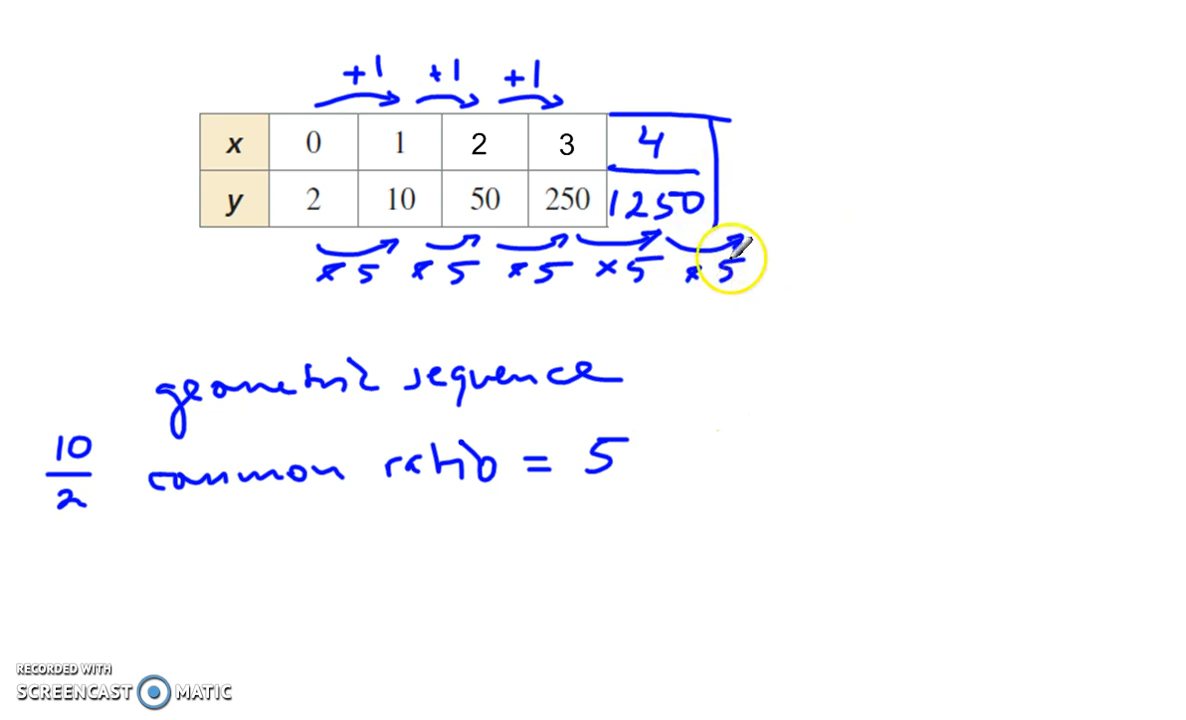 +1 +1 +1
x 0 1 2 3 4
y 2 10 50 250 1250
×5 ×5 ×5 ×5 ×5
geometric sequence
10/2 common ratio = 5
RECORDED WITH
SCREENCAST MATIC